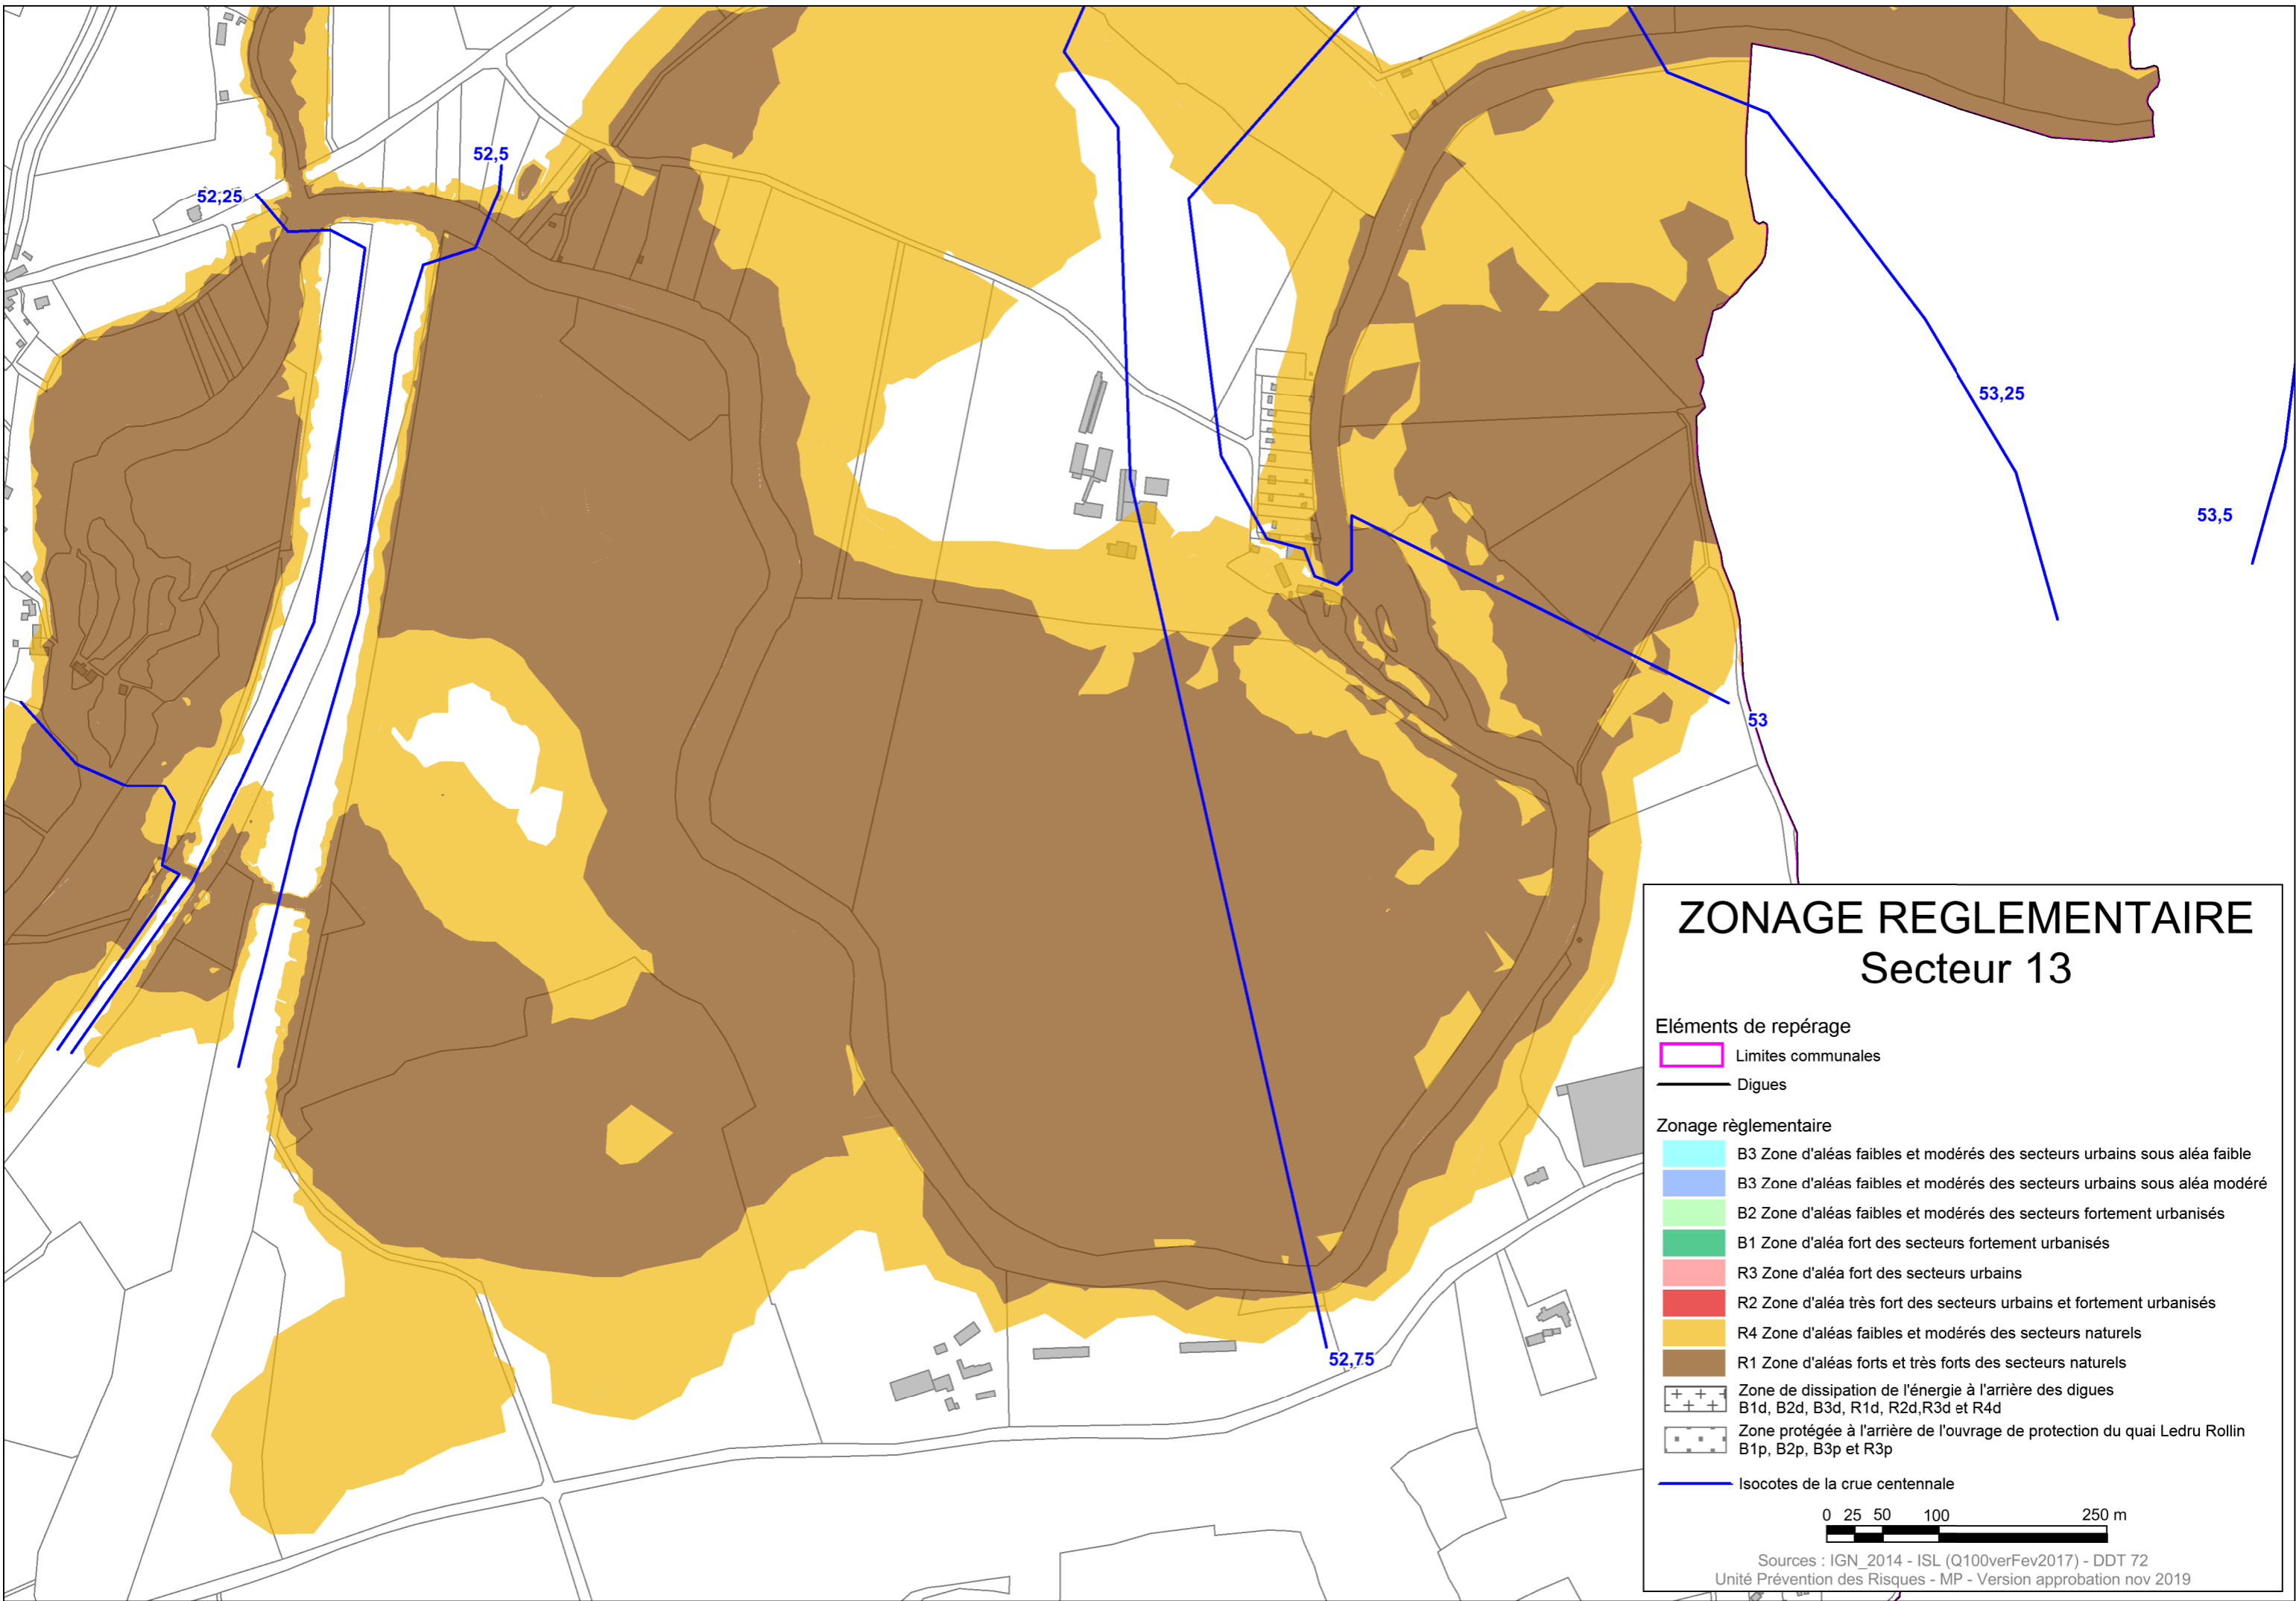 52,5
52,25
53,25
53,5
53
52,75
ZONAGE REGLEMENTAIRE
Secteur 13
Eléments de repérage
Limites communales
Digues
Zonage règlementaire
B3 Zone d'aléas faibles et modérés des secteurs urbains sous aléa faible
B3 Zone d'aléas faibles et modérés des secteurs urbains sous aléa modéré
B2 Zone d'aléas faibles et modérés des secteurs fortement urbanisés
B1 Zone d'aléa fort des secteurs fortement urbanisés
R3 Zone d'aléa fort des secteurs urbains
R2 Zone d'aléa très fort des secteurs urbains et fortement urbanisés
R4 Zone d'aléas faibles et modérés des secteurs naturels
R1 Zone d'aléas forts et très forts des secteurs naturels
Zone de dissipation de l'énergie à l'arrière des digues
B1d, B2d, B3d, R1d, R2d,R3d et R4d
Zone protégée à l'arrière de l'ouvrage de protection du quai Ledru Rollin
B1p, B2p, B3p et R3p
Isocotes de la crue centennale
0 25 50 100 250 m
Sources : IGN_2014 - ISL (Q100verFev2017) - DDT 72
Unité Prévention des Risques - MP - Version approbation nov 2019